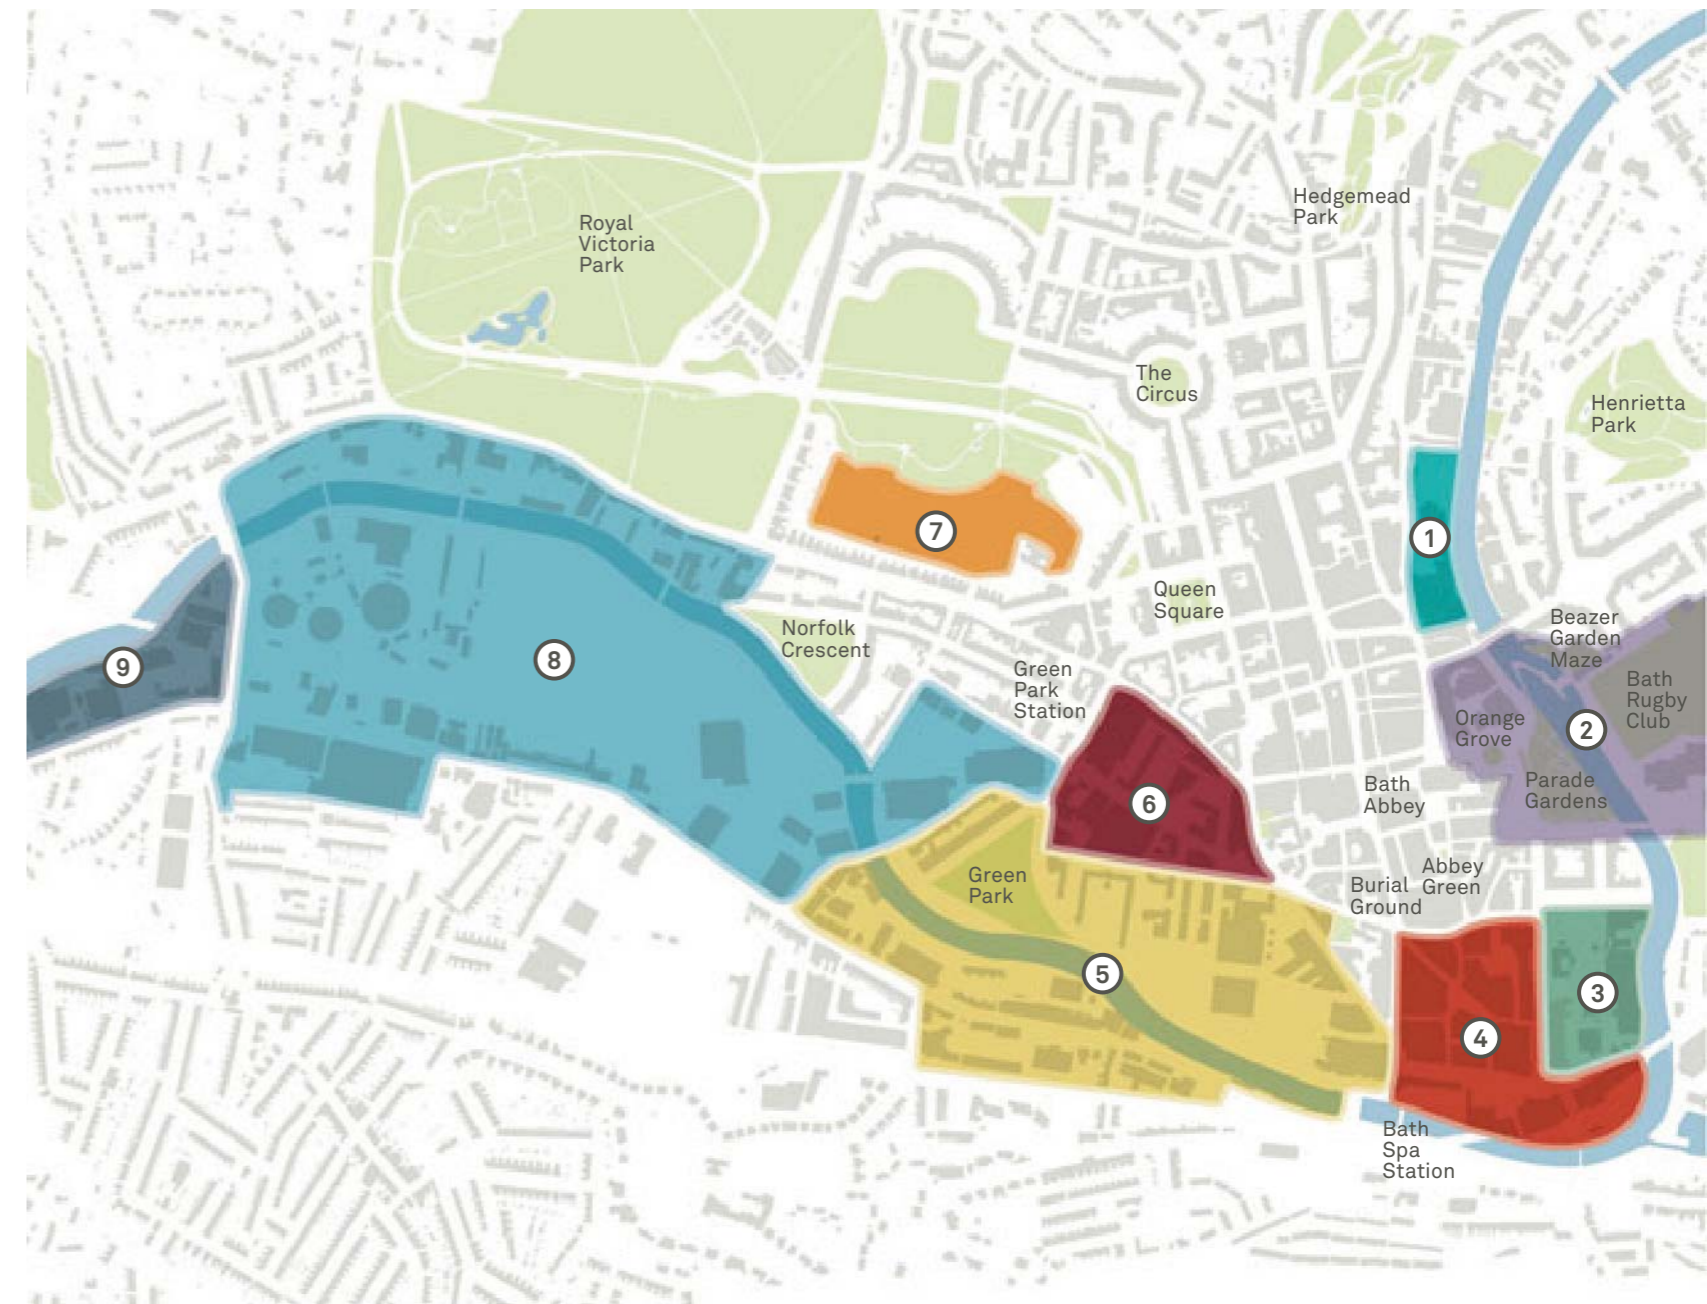 Hedgemead
Park
Royal
Victoria
Park
The
Circus
Henrietta
Park
7
1
Queen
Square
Beazer
Garden
Maze
Norfolk
Crescent
9
8
Green
Park
Station
Bath
Rugby
Club
Orange
Grove
2
Bath
Abbey
Parade
Gardens
6
Abbey
Green
Green
Park
Burial
Ground
5
3
4
Bath
Spa
Station